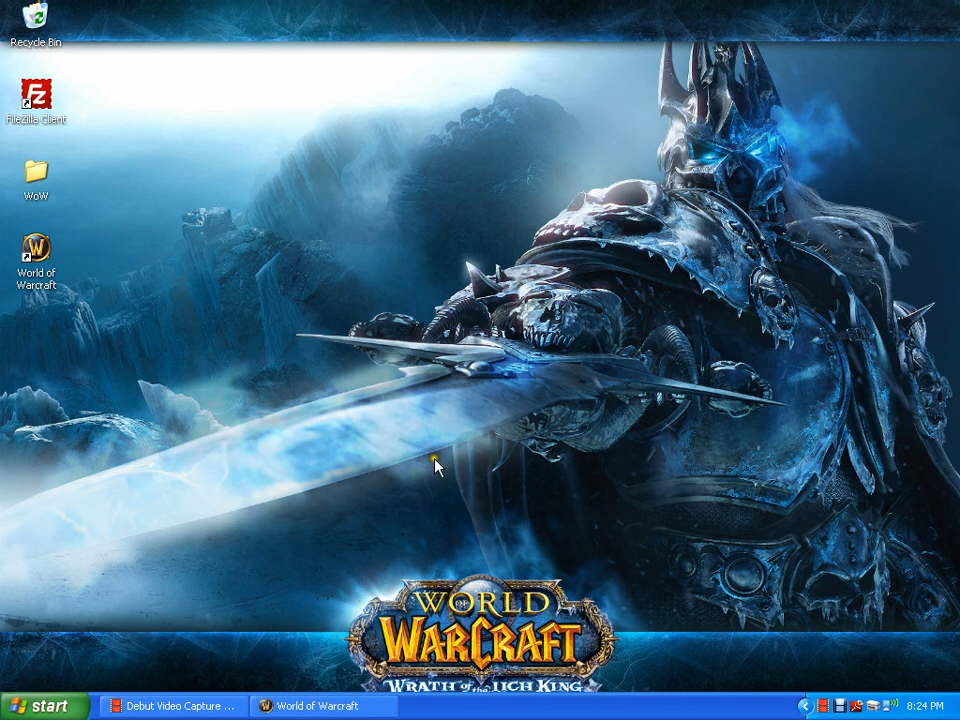 Recycle Bin
FileZilla Client
WoW
World of
Warcraft
WORLD
OF
WARCRAFT
WRATH of the LICH KING
start
Debut Video Capture ...
World of Warcraft
8:24 PM